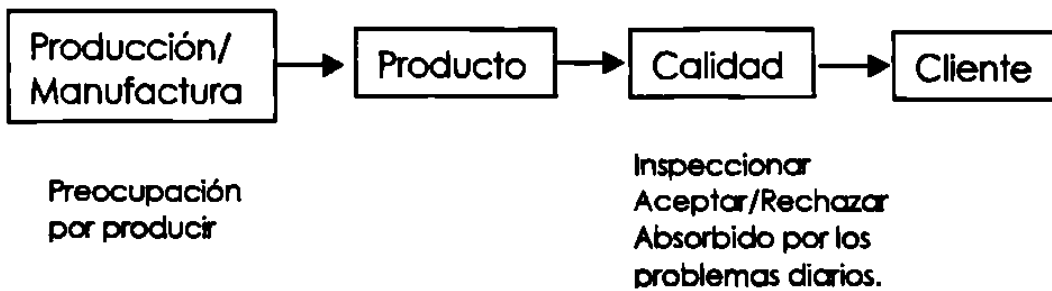 Producción/
Manufactura
Producto
Calidad
Cliente
Preocupación
por producir
Inspeccionar
Aceptar/Rechazar
Absorbido por los
problemas diarios.